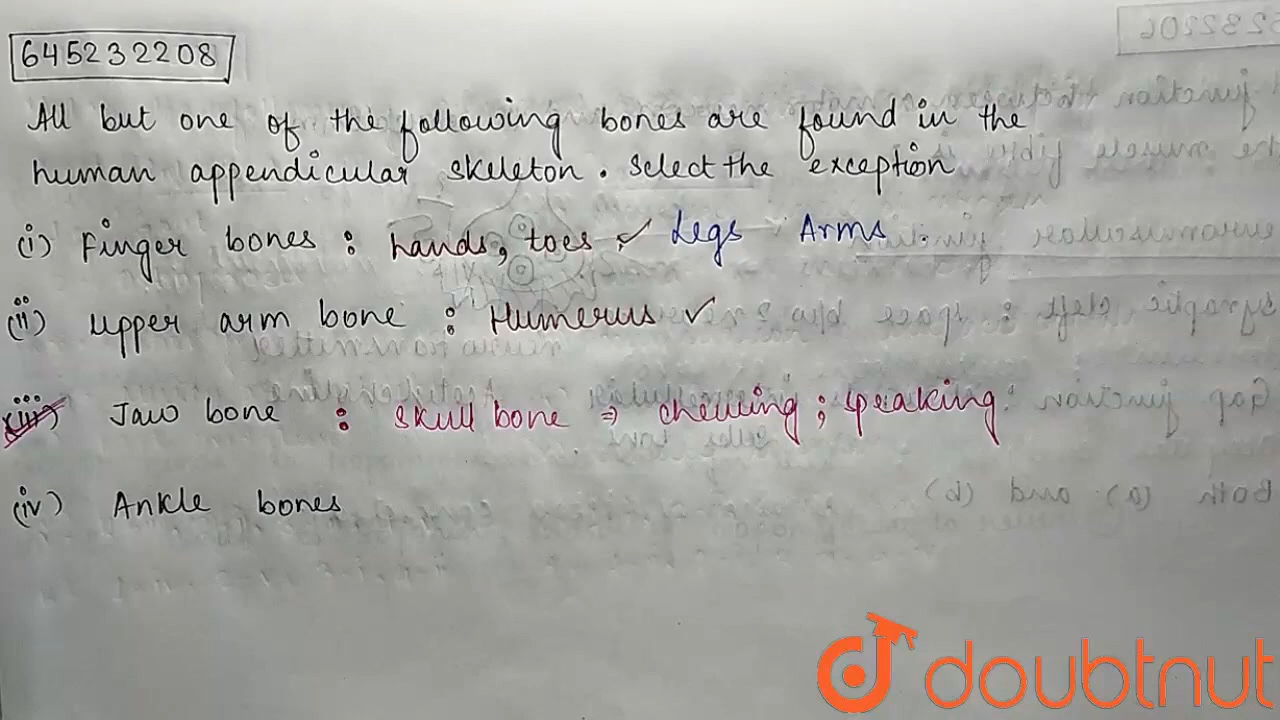 645232208
All but one of the following bones are found in the
human appendicular skeleton. Select the exception
(i) Finger bones : hands, toes ✓ Legs Arms.
(ii) upper arm bone : Humerus ✓
(iii) Jaw bone : skull bone ⇒ chewing ; speaking
(iv) Ankle bones
doubtnut